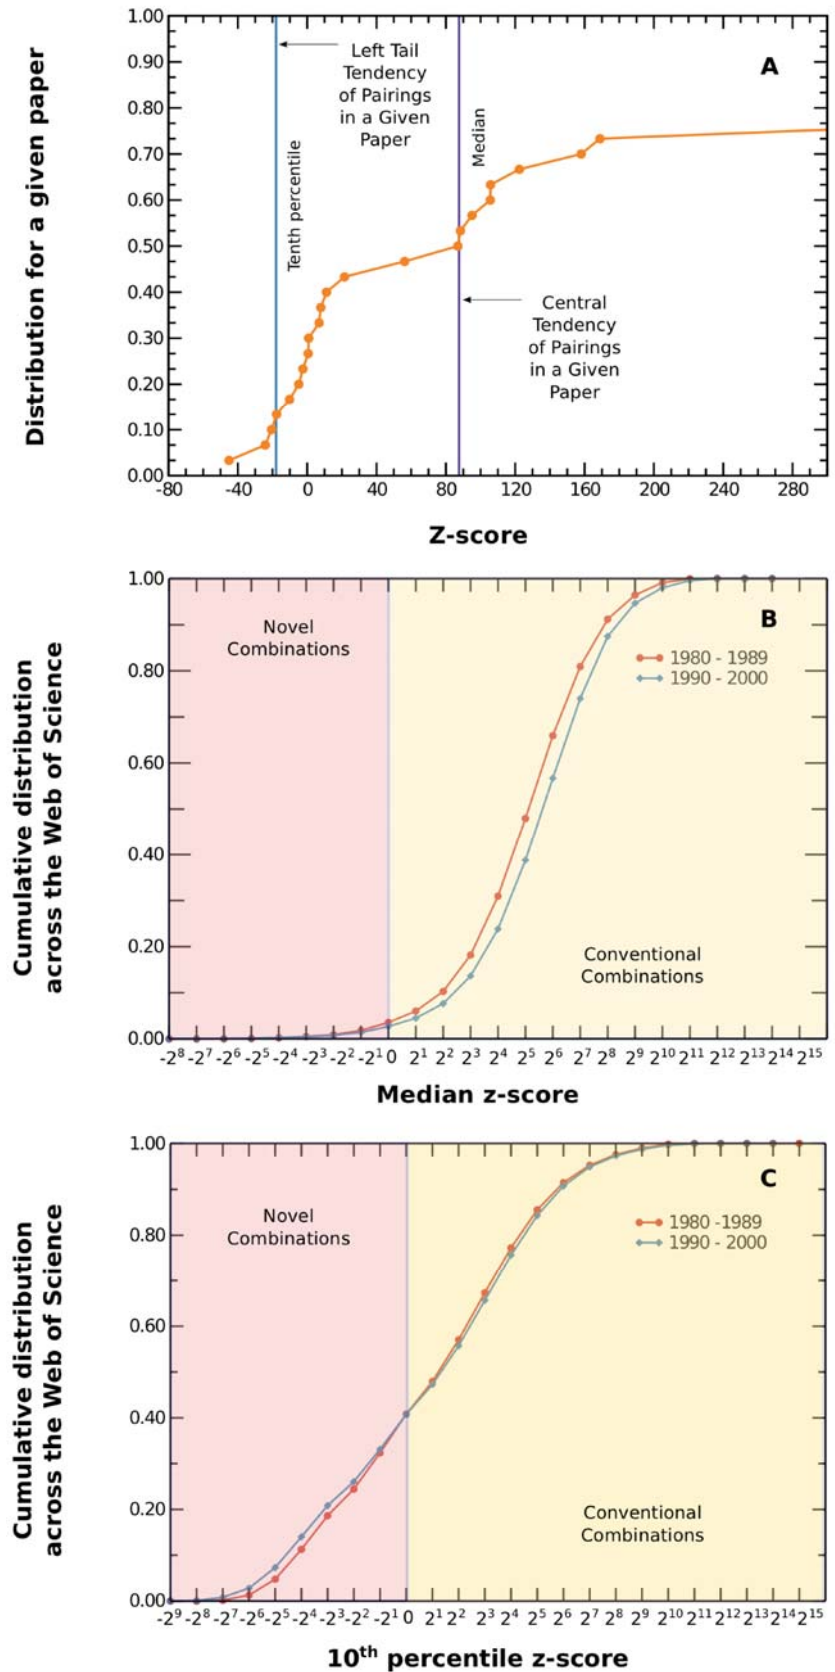 A
Distribution for a given paper
1.00
0.90
0.80
0.70
0.60
0.50
0.40
0.30
0.20
0.10
0.00
Left Tail
Tendency
of Pairings
in a Given
Paper
Tenth percentile
Median
Central
Tendency
of Pairings
in a Given
Paper
-80 -40 0 40 80 120 160 200 240 280
Z-score
B
Cumulative distribution
across the Web of Science
1.00
0.80
0.60
0.40
0.20
0.00
Novel
Combinations
1980 - 1989
1990 - 2000
Conventional
Combinations
-2⁸ -2⁷ -2⁶ -2⁵ -2⁴ -2³ -2² -2¹ 0 2¹ 2² 2³ 2⁴ 2⁵ 2⁶ 2⁷ 2⁸ 2⁹ 2¹⁰ 2¹¹ 2¹² 2¹³ 2¹⁴ 2¹⁵
Median z-score
C
Cumulative distribution
across the Web of Science
1.00
0.80
0.60
0.40
0.20
0.00
Novel
Combinations
1980 -1989
1990 - 2000
Conventional
Combinations
-2⁹ -2⁸ -2⁷ -2⁶ -2⁵ -2⁴ -2³ -2² -2¹ 0 2¹ 2² 2³ 2⁴ 2⁵ 2⁶ 2⁷ 2⁸ 2⁹ 2¹⁰ 2¹¹ 2¹² 2¹³ 2¹⁴ 2¹⁵
10ᵗʰ percentile z-score